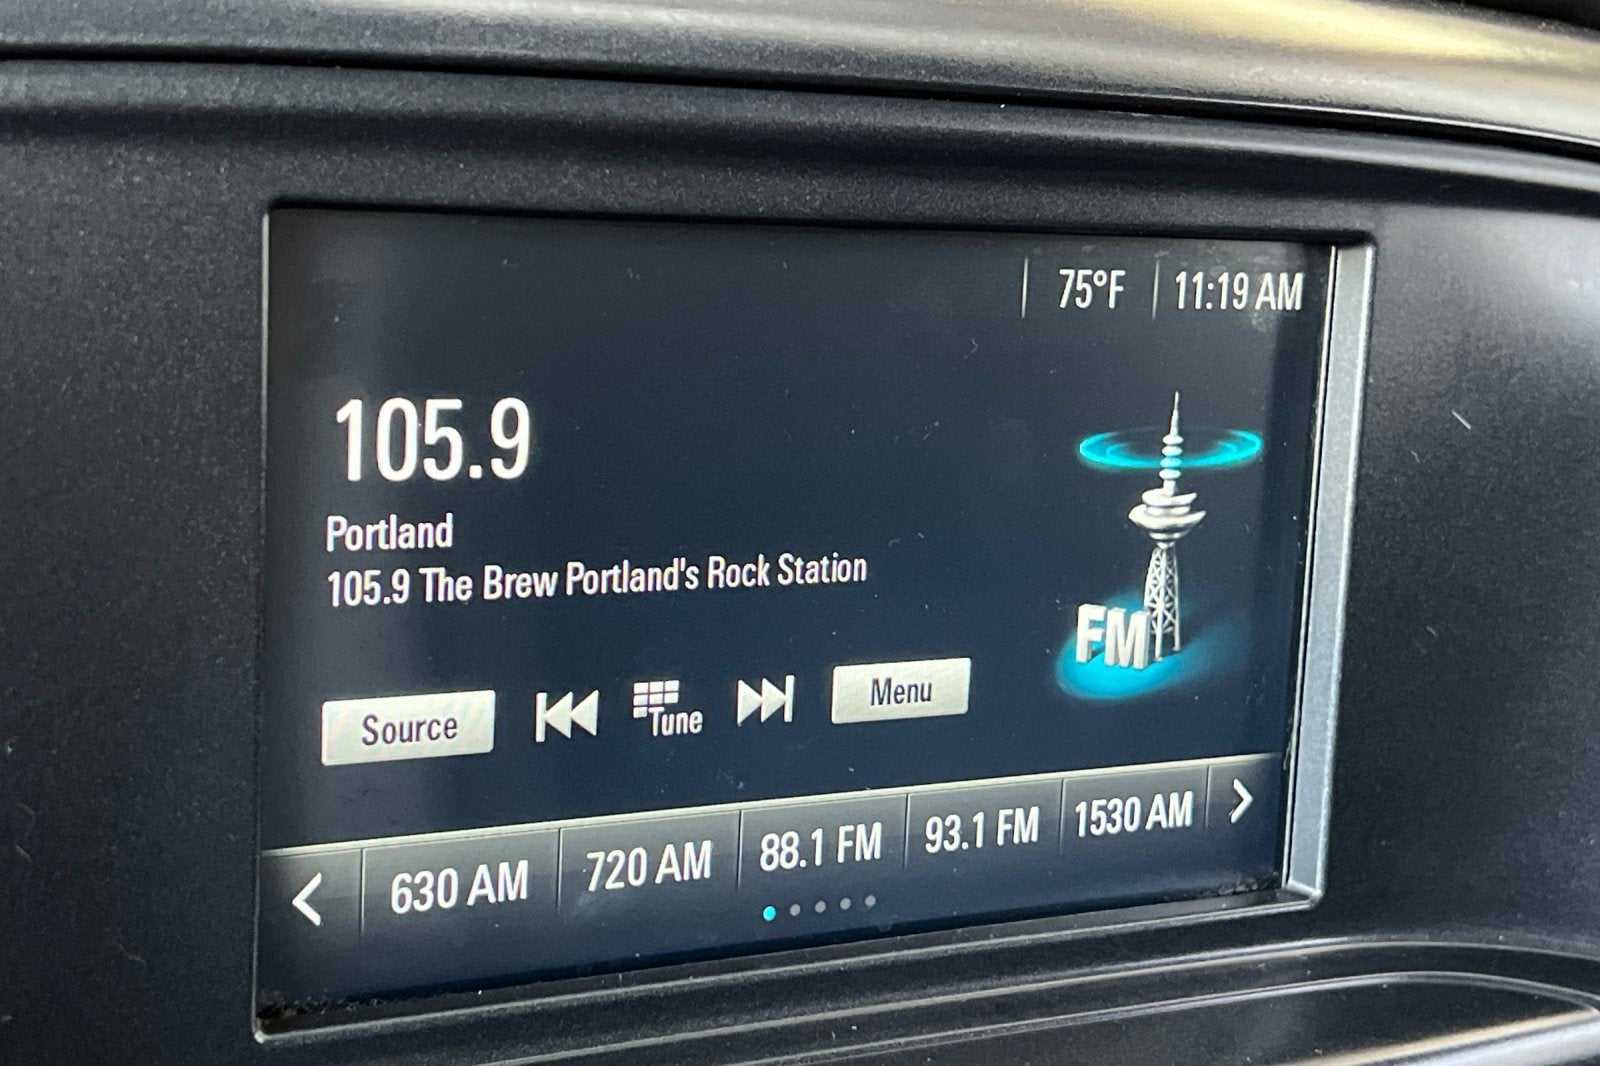 75°F 11:19 AM
105.9
Portland
105.9 The Brew Portland's Rock Station
FM
Source Tune Menu
630 AM 720 AM 88.1 FM 93.1 FM 1530 AM